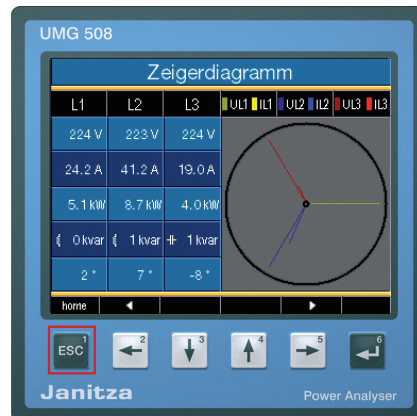 UMG 508
Zeigerdiagramm
L1 L2 L3 UL1 IL1 UL2 IL2 UL3 IL3
224 V 223 V 224 V
24.2 A 41.2 A 19.0 A
5.1 kW 8.7 kW 4.0 kW
0 kvar 1 kvar 1 kvar
2 ° 7 ° -8 °
home
ESC 1 2 3 4 5 6
Janitza Power Analyser